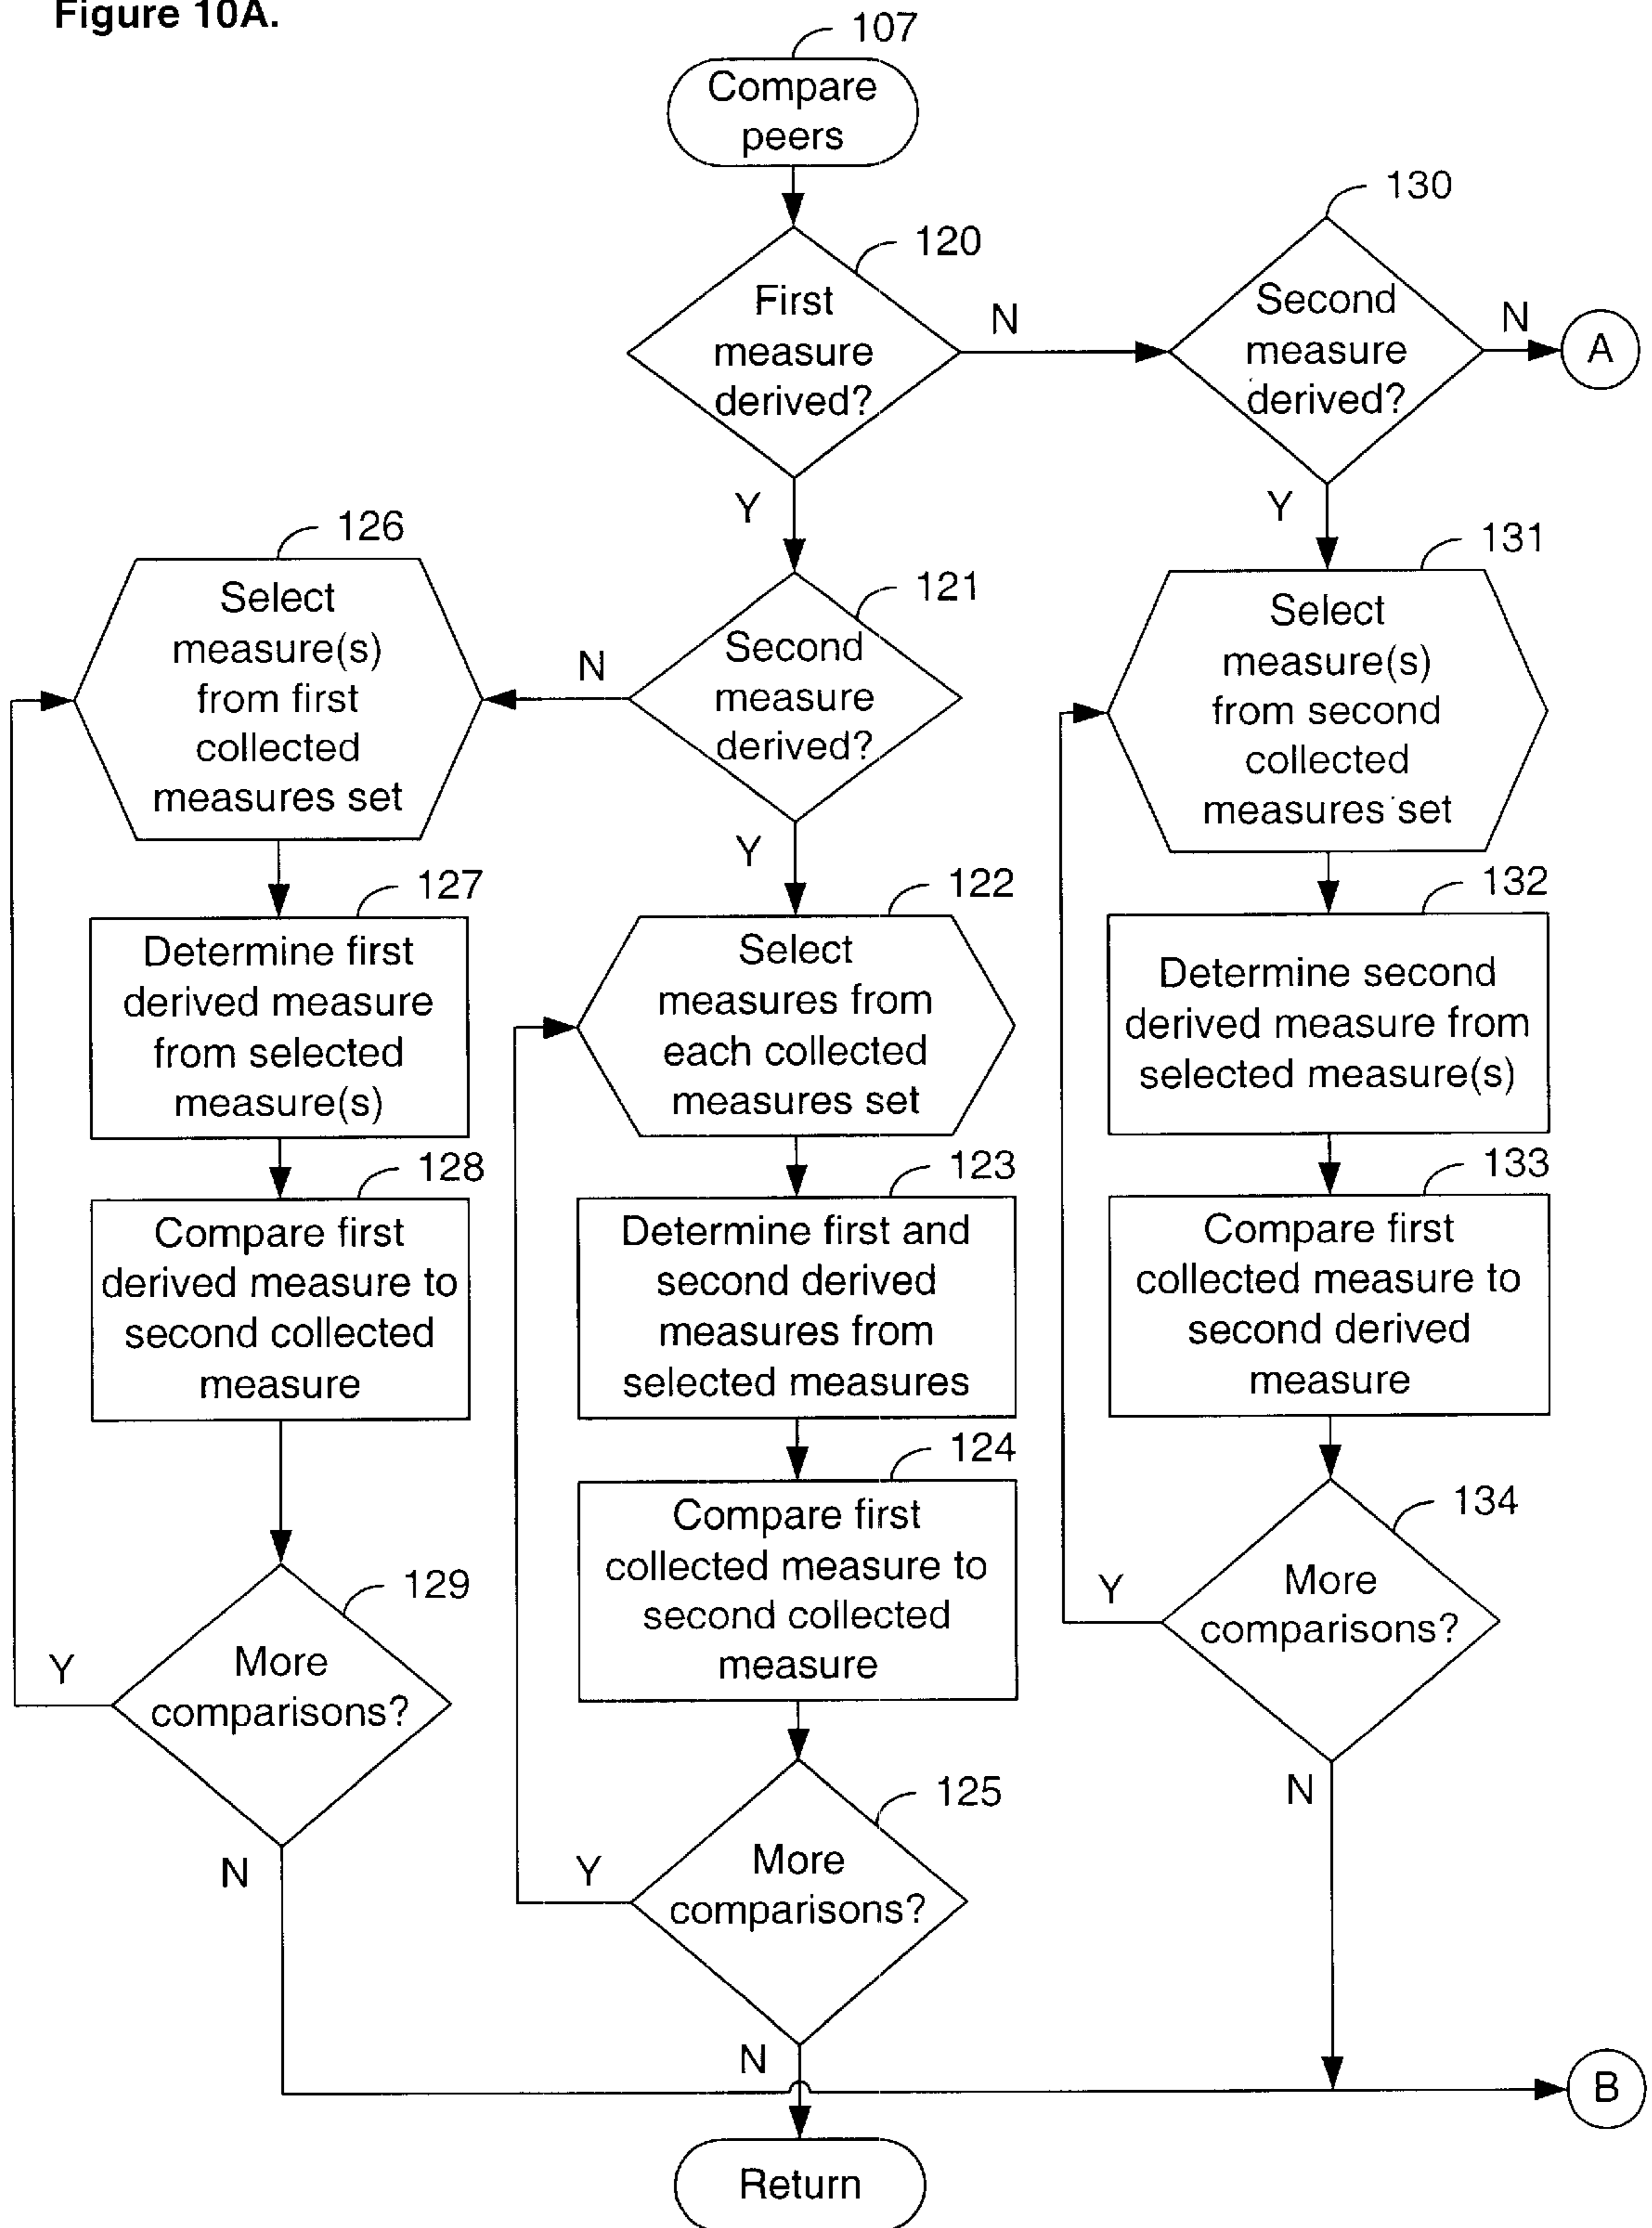 Figure 10A.
107
Compare
peers
130
120
First
measure
derived?
N
Second
measure
derived?
N
A
Y
Y
126
Select
measure(s)
from first
collected
measures set
N
121
Second
measure
derived?
131
Select
measure(s)
from second
collected
measures set
Y
127
Determine first
derived measure
from selected
measure(s)
122
Select
measures from
each collected
measures set
132
Determine second
derived measure from
selected measure(s)
128
Compare first
derived measure to
second collected
measure
123
Determine first and
second derived
measures from
selected measures
133
Compare first
collected measure to
second derived
measure
124
Compare first
collected measure to
second collected
measure
134
More
comparisons?
Y
129
More
comparisons?
Y
N
125
More
comparisons?
Y
N
N
B
Return